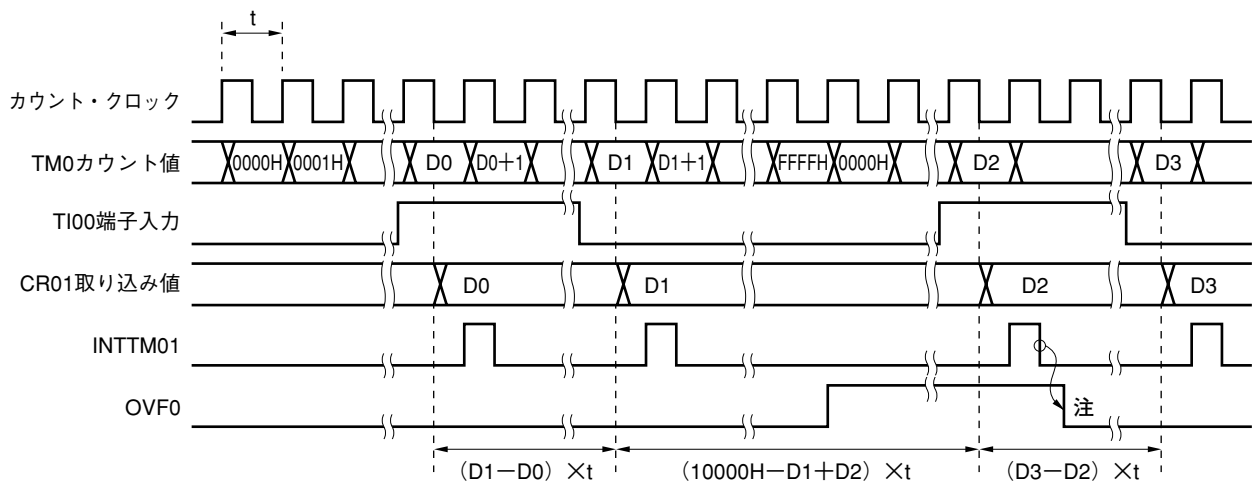 t
カウント・クロック
TM0カウント値
0000H 0001H D0 D0+1 D1 D1+1 FFFFH 0000H D2 D3
TI00端子入力
CR01取り込み値
D0 D1 D2 D3
INTTM01
OVF0
注
(D1−D0) ×t (10000H−D1+D2) ×t (D3−D2) ×t